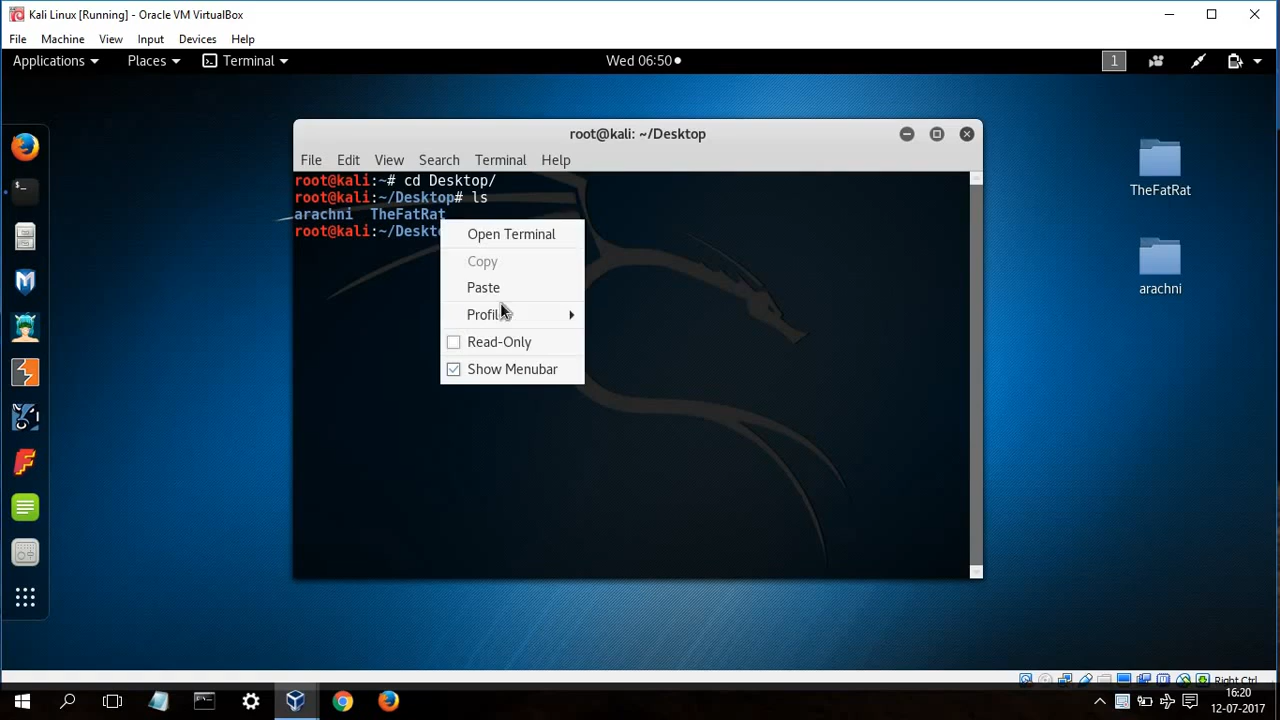 Kali Linux [Running] - Oracle VM VirtualBox
File Machine View Input Devices Help
Applications Places Terminal Wed 06:50 1
root@kali: ~/Desktop
File Edit View Search Terminal Help
root@kali:~# cd Desktop/
root@kali:~/Desktop# ls
arachni TheFatRat
root@kali:~/Deskto
Open Terminal
Copy
Paste
Profil
Read-Only
Show Menubar
TheFatRat
arachni
Right Ctrl
16:20
12-07-2017